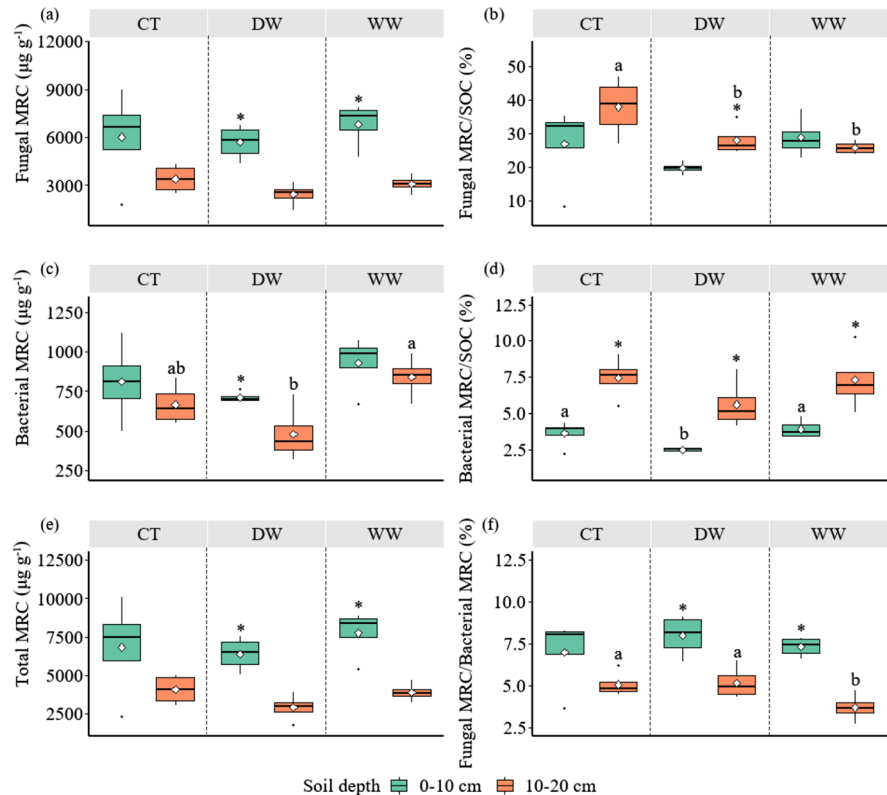 (a)
CT DW WW
Fungal MRC (µg g-1)
12000
9000
6000
3000
* *
(b)
CT DW WW
Fungal MRC/SOC (%)
50
40
30
20
10
a
b
*
b
(c)
CT DW WW
Bacterial MRC (µg g-1)
1250
1000
750
500
250
ab
*
b
a
(d)
CT DW WW
Bacterial MRC/SOC (%)
12.5
10.0
7.5
5.0
2.5
a
*
b
*
a
*
(e)
CT DW WW
Total MRC (µg g-1)
12500
10000
7500
5000
2500
* *
(f)
CT DW WW
Fungal MRC/Bacterial MRC (%)
12.5
10.0
7.5
5.0
2.5
a
*
a
*
b
Soil depth 0-10 cm 10-20 cm